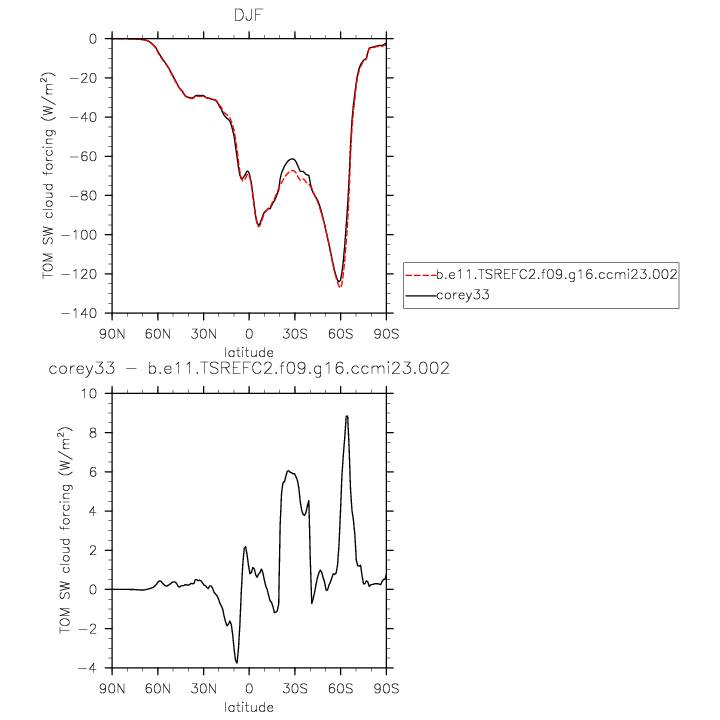 DJF
TOM SW cloud forcing (W/m²)
0
−20
−40
−60
−80
−100
−120
−140
90N 60N 30N 0 30S 60S 90S
latitude
b.e11.TSREFC2.f09.g16.ccmi23.002
corey33
corey33 − b.e11.TSREFC2.f09.g16.ccmi23.002
TOM SW cloud forcing (W/m²)
10
8
6
4
2
0
−2
−4
90N 60N 30N 0 30S 60S 90S
latitude